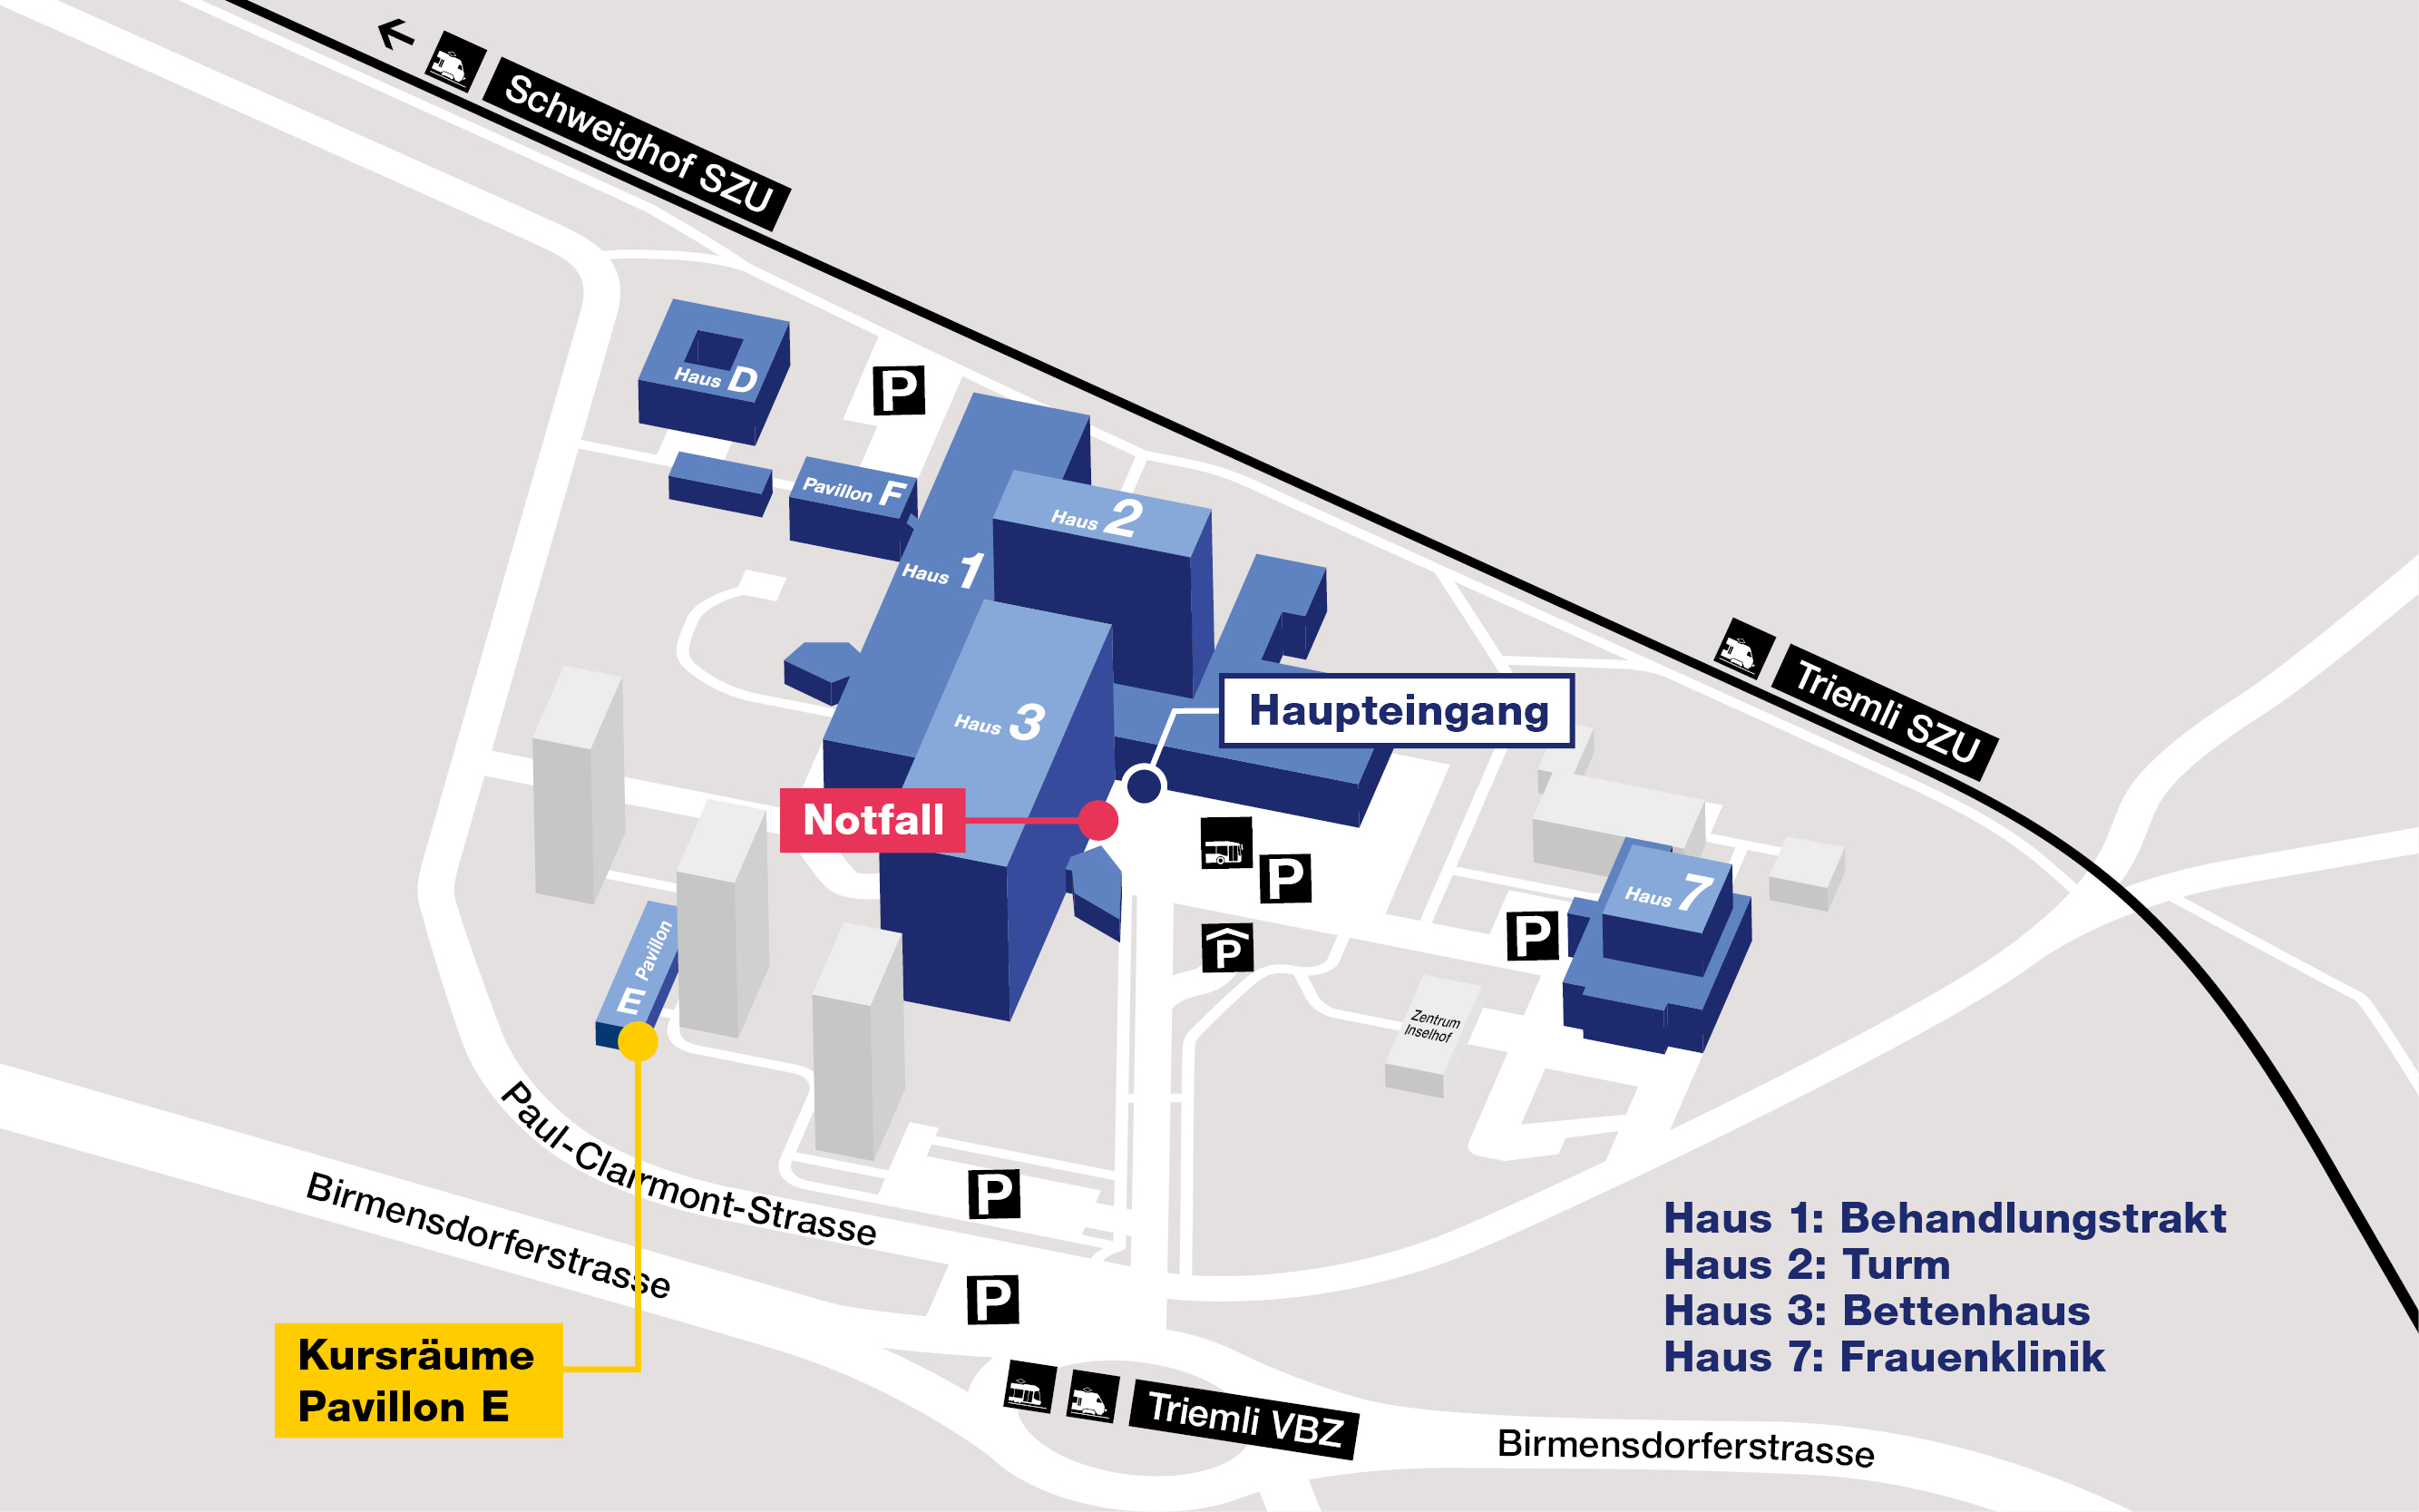 Schweighof SZU
Haus D
P
Pavillon F
Haus 2
Haus 1
Triemli SZU
Haus 3
Haupteingang
Notfall
P
Haus 7
P
P
Pavillon E
Zentrum
Inselhof
Paul-Clairmont-Strasse
P
Birmensdorferstrasse
P
Haus 1: Behandlungstrakt
Haus 2: Turm
Haus 3: Bettenhaus
Haus 7: Frauenklinik
Kursräume
Pavillon E
Triemli VBZ
Birmensdorferstrasse